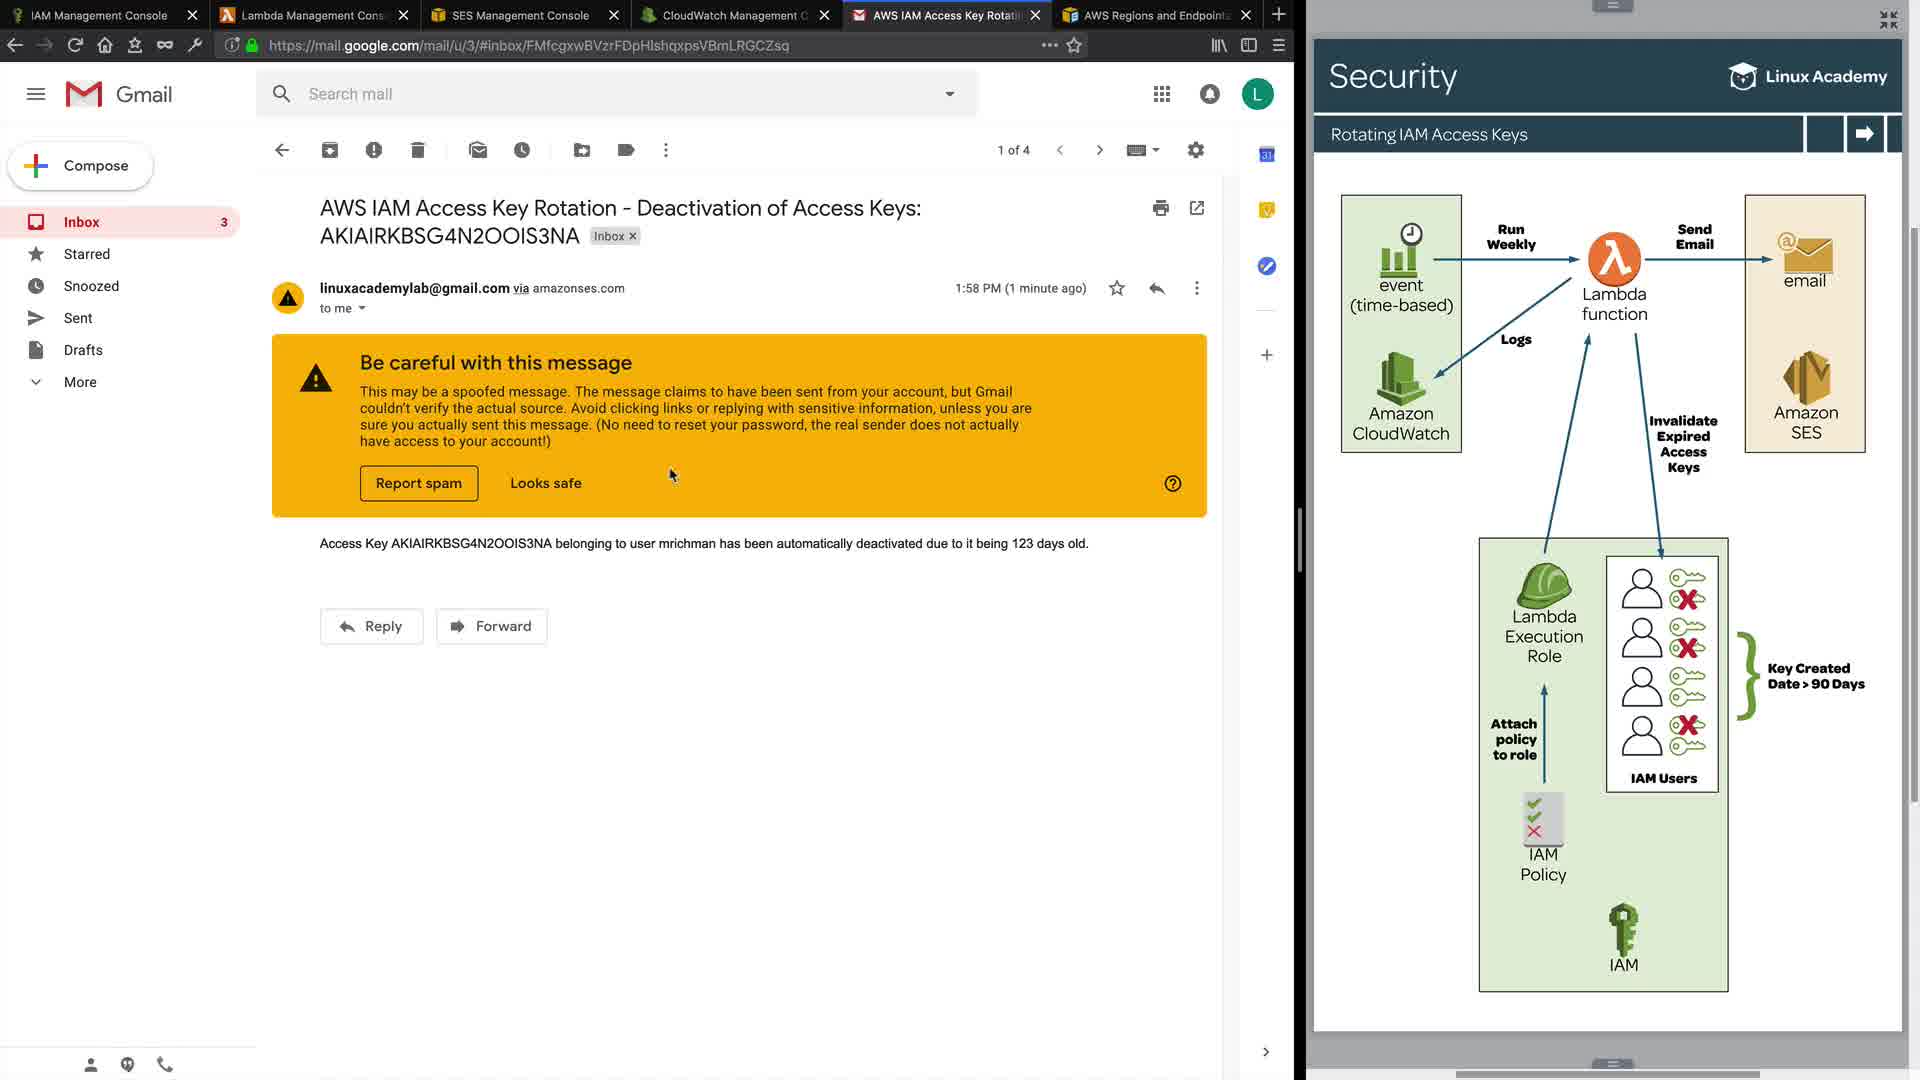 IAM Management Console
Lambda Management Cons
SES Management Console
CloudWatch Management C
AWS IAM Access Key Rotati
AWS Regions and Endpoints
https://mail.google.com/mail/u/3/#inbox/FMfcgxwBVzrFDpHlshqxpsVBmLRGCZsq
Gmail
Search mail
L
Compose
1 of 4
31
Inbox 3
Starred
Snoozed
Sent
Drafts
More
AWS IAM Access Key Rotation - Deactivation of Access Keys:
AKIAIRKBSG4N2OOIS3NA Inbox ×
linuxacademylab@gmail.com via amazonses.com
1:58 PM (1 minute ago)
to me
Be careful with this message
This may be a spoofed message. The message claims to have been sent from your account, but Gmail
couldn't verify the actual source. Avoid clicking links or replying with sensitive information, unless you are
sure you actually sent this message. (No need to reset your password, the real sender does not actually
have access to your account!)
Report spam
Looks safe
Access Key AKIAIRKBSG4N2OOIS3NA belonging to user mrichman has been automatically deactivated due to it being 123 days old.
Reply
Forward
Security
Linux Academy
Rotating IAM Access Keys
event
(time-based)
Amazon
CloudWatch
Run
Weekly
Lambda
function
Logs
Send
Email
email
Amazon
SES
Invalidate
Expired
Access
Keys
Lambda
Execution
Role
Attach
policy
to role
IAM
Policy
IAM Users
Key Created
Date > 90 Days
IAM